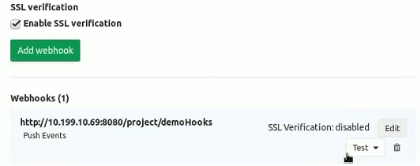 SSL verification
Enable SSL verification
Add webhook
Webhooks (1)
http://10.199.10.69:8080/project/demoHooks
SSL Verification: disabled Edit
Push Events
Test